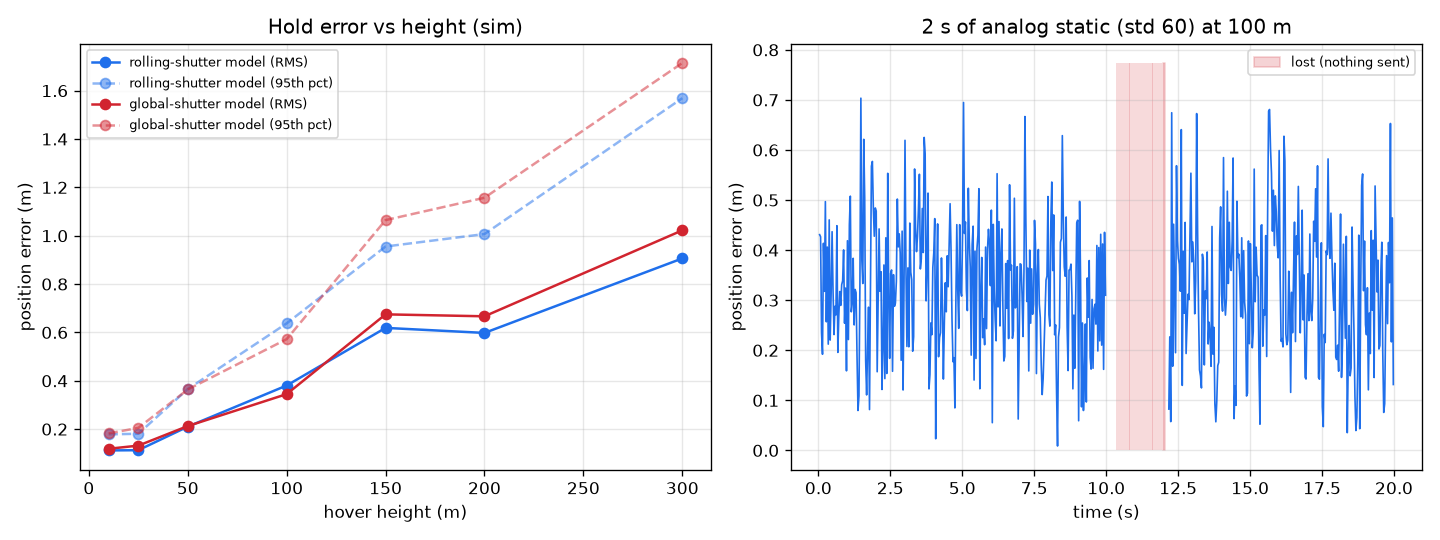 Hold error vs height (sim)
rolling-shutter model (RMS)
rolling-shutter model (95th pct)
global-shutter model (RMS)
global-shutter model (95th pct)
position error (m)
1.6
1.4
1.2
1.0
0.8
0.6
0.4
0.2
0 50 100 150 200 250 300
hover height (m)
2 s of analog static (std 60) at 100 m
lost (nothing sent)
position error (m)
0.8
0.7
0.6
0.5
0.4
0.3
0.2
0.1
0.0
0.0 2.5 5.0 7.5 10.0 12.5 15.0 17.5 20.0
time (s)